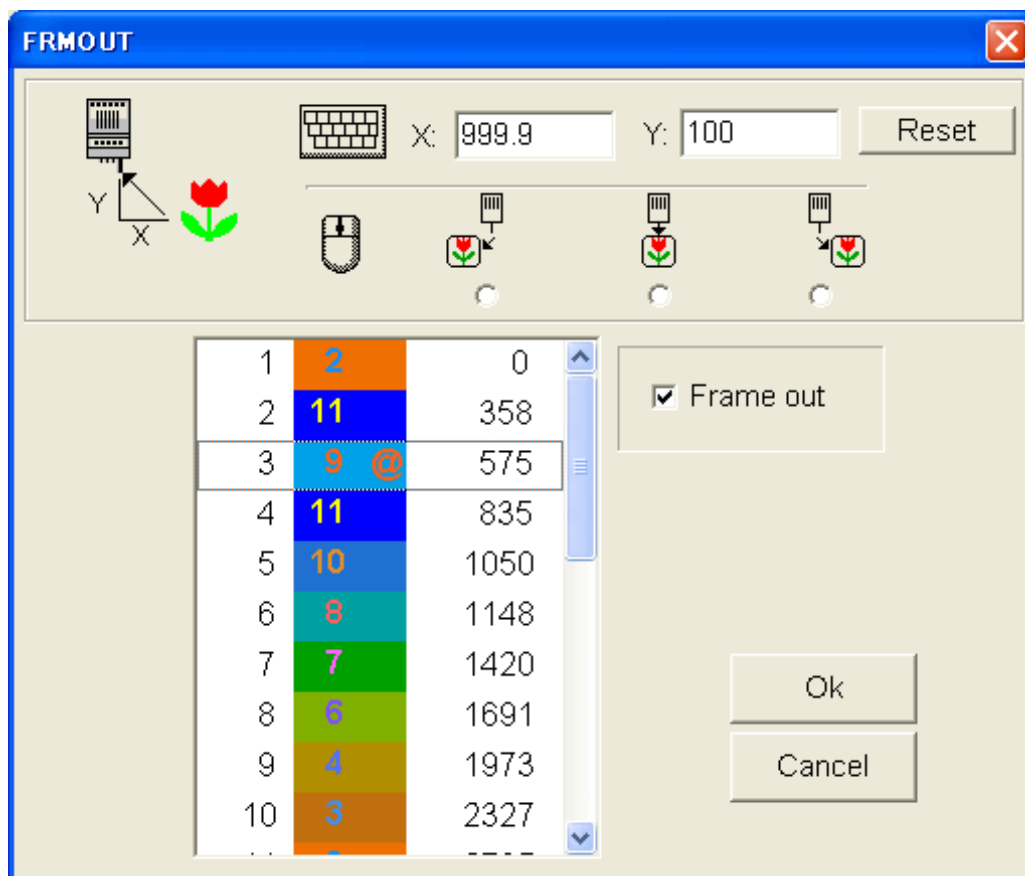 FRMOUT
X: 999.9 Y: 100 Reset
Y
X
1 2 0
2 11 358
3 9 @ 575
4 11 835
5 10 1050
6 8 1148
7 7 1420
8 6 1691
9 4 1973
10 3 2327
Frame out
Ok
Cancel